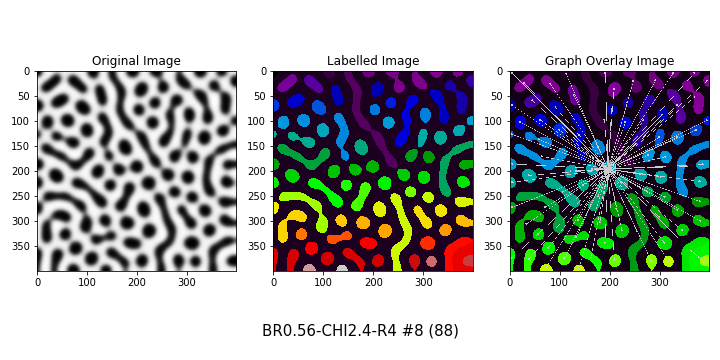 Original Image Labelled Image Graph Overlay Image
0 0 0
50 50 50
100 100 100
150 150 150
200 200 200
250 250 250
300 300 300
350 350 350
0 100 200 300 0 100 200 300 0 100 200 300
BR0.56-CHI2.4-R4 #8 (88)